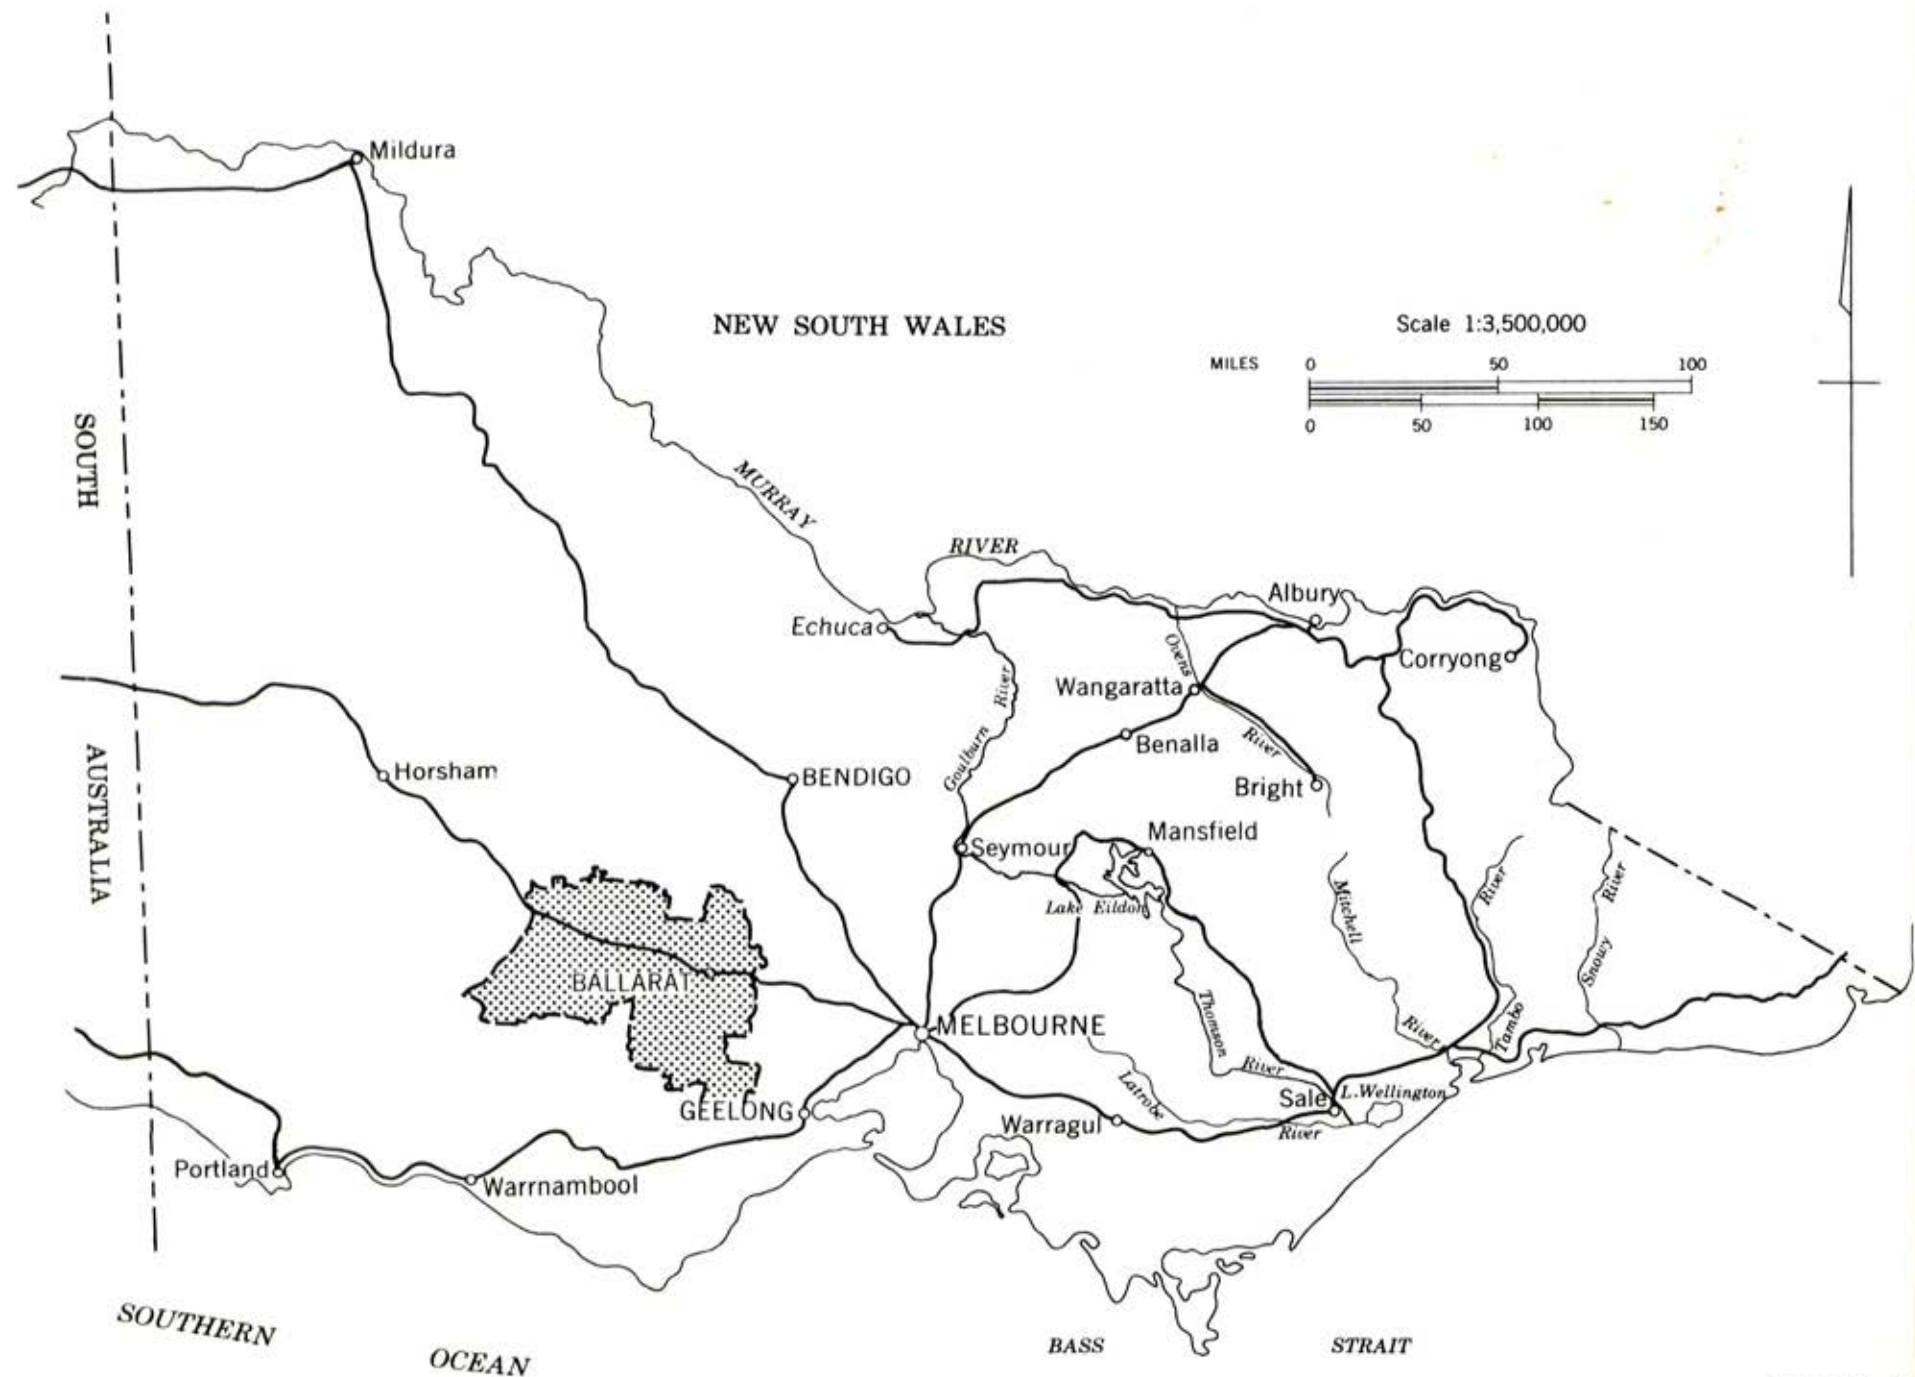 Mildura
NEW SOUTH WALES
Scale 1:3,500,000
MILES 0 50 100
0 50 100 150
SOUTH
AUSTRALIA
MURRAY
RIVER
Echuca
Albury
Corryong
Ovens
River
Wangaratta
Goulburn River
Benalla
Bright
Horsham
BENDIGO
Seymour
Mansfield
Lake Eildon
Mitchell
River
River
Tambo
River
Snowy
BALLARAT
MELBOURNE
Thomson
River
Latrobe
River
GEELONG
Sale
L. Wellington
Warragul
Portland
Warrnambool
SOUTHERN
OCEAN
BASS STRAIT